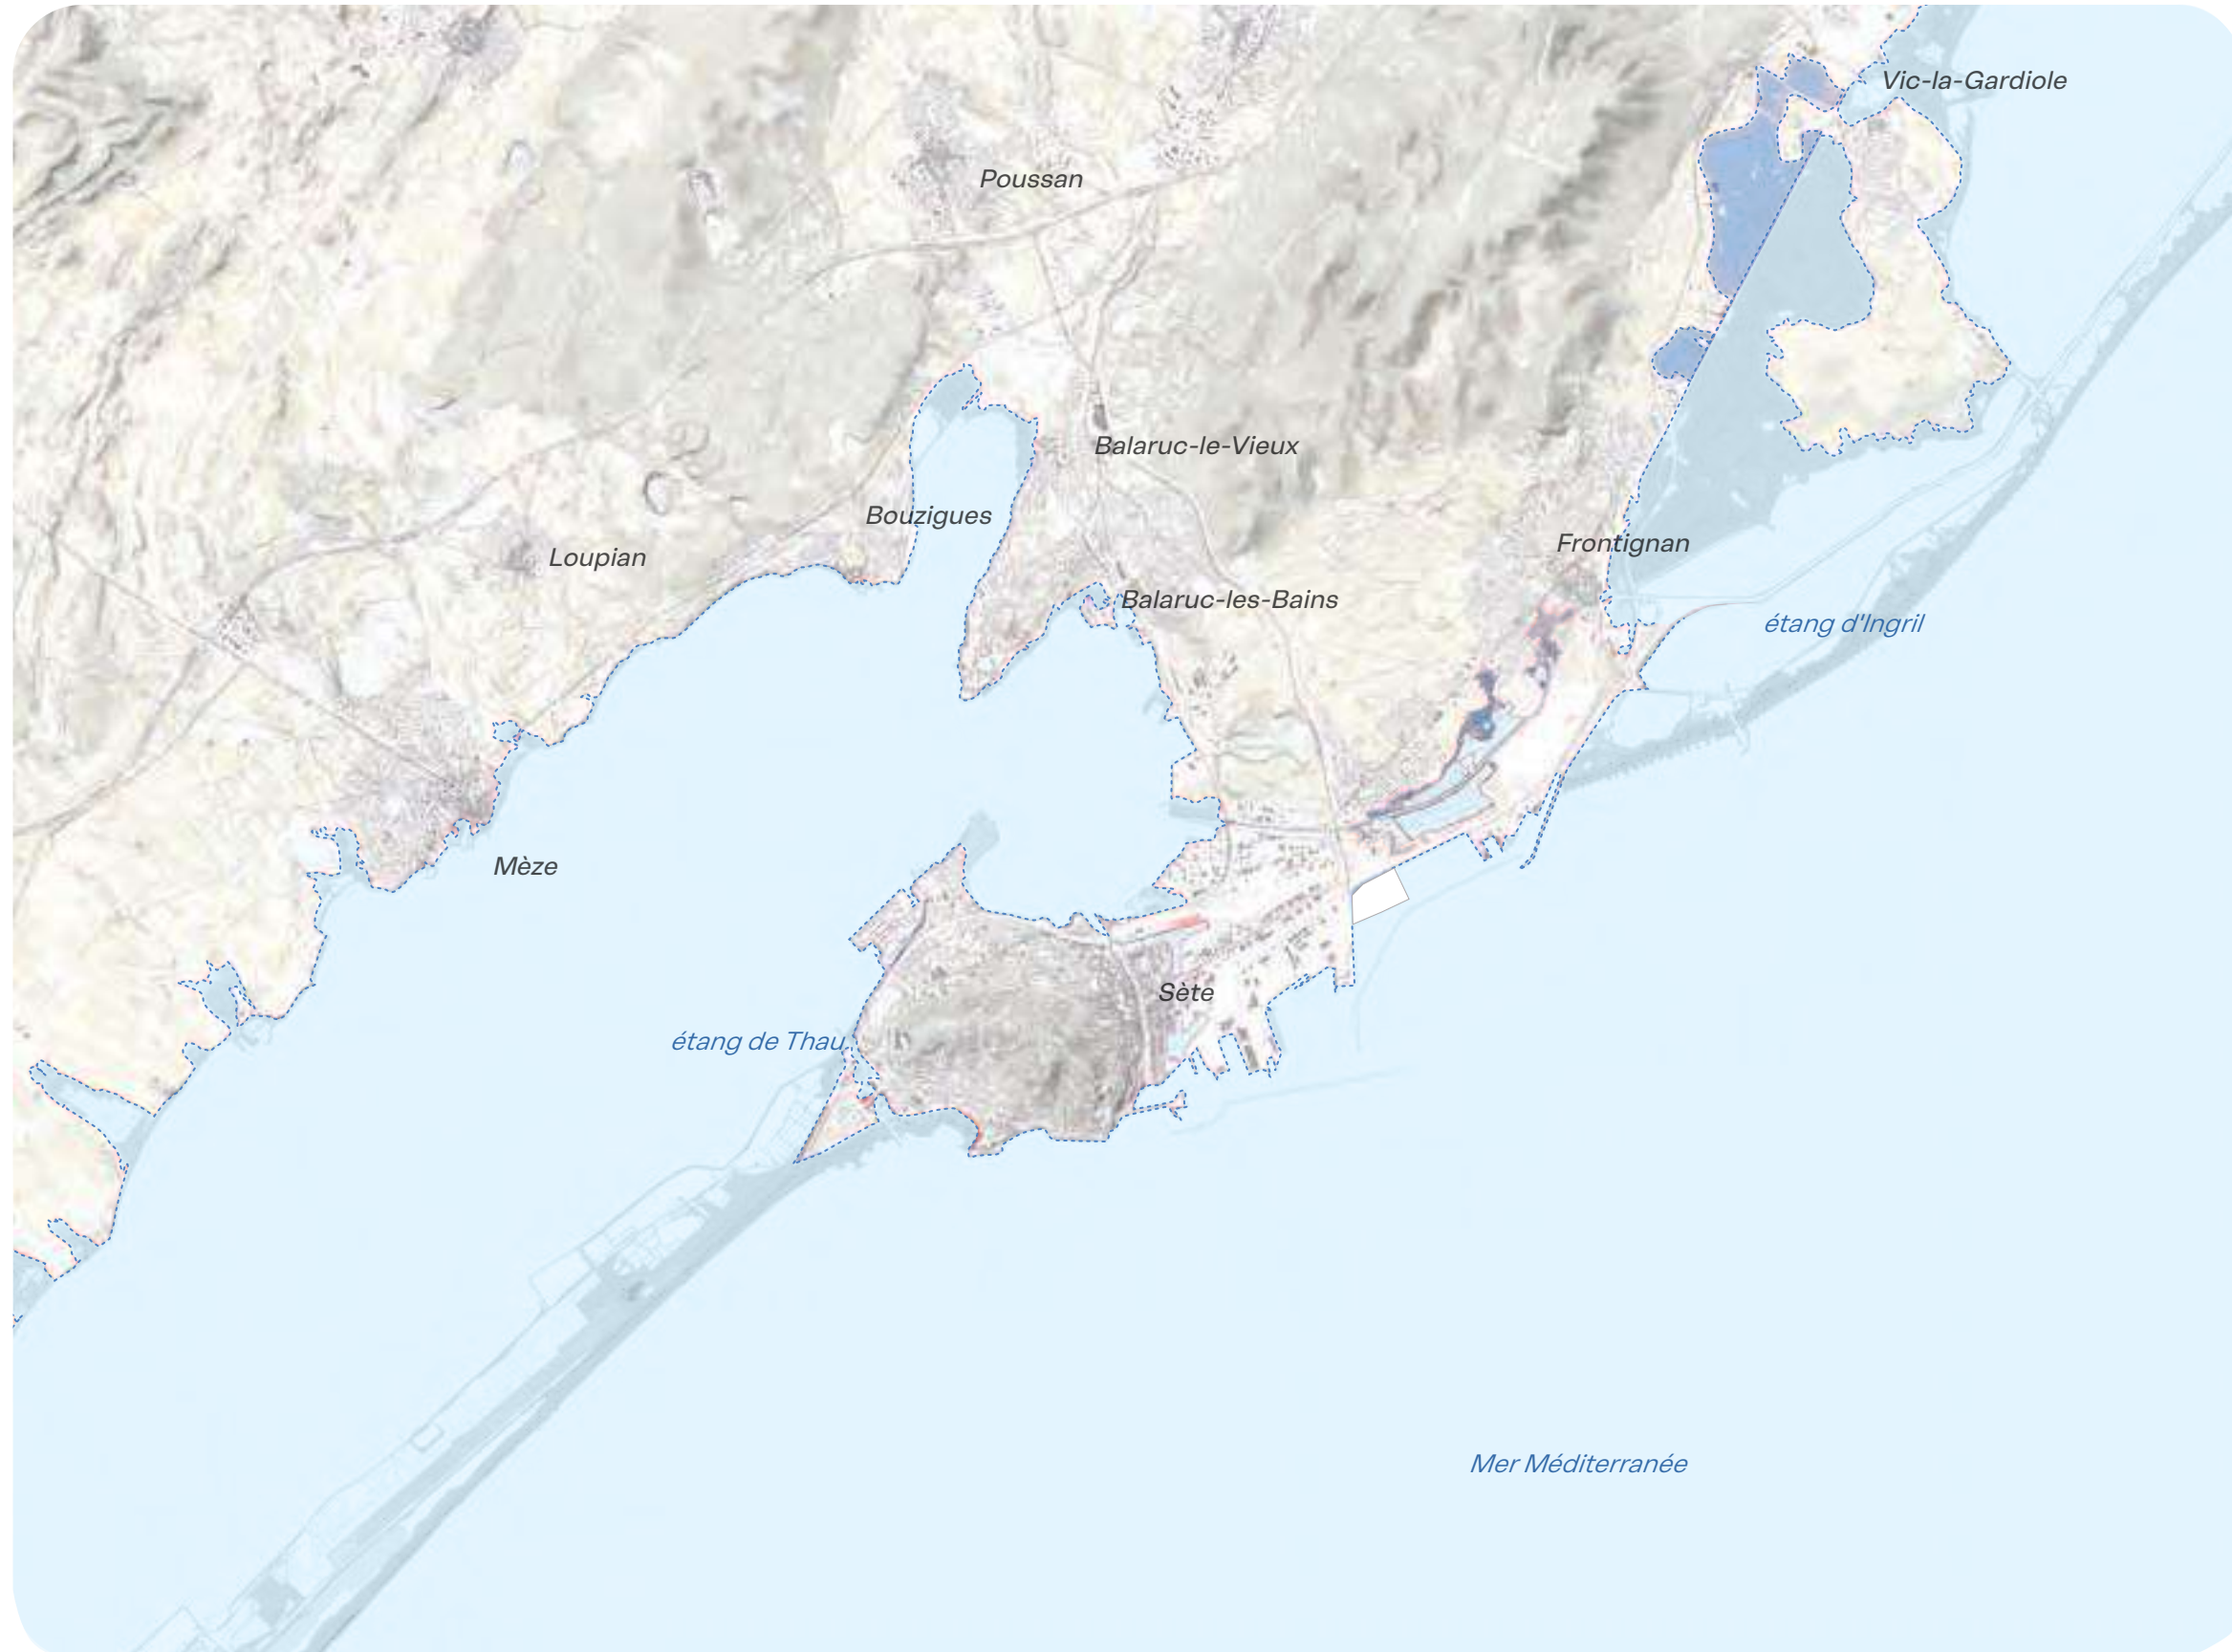 Vic-la-Gardiole
Poussan
Balaruc-le-Vieux
Bouzigues
Frontignan
Loupian
Balaruc-les-Bains
étang d'Ingril
Mèze
Sète
étang de Thau
Mer Méditerranée